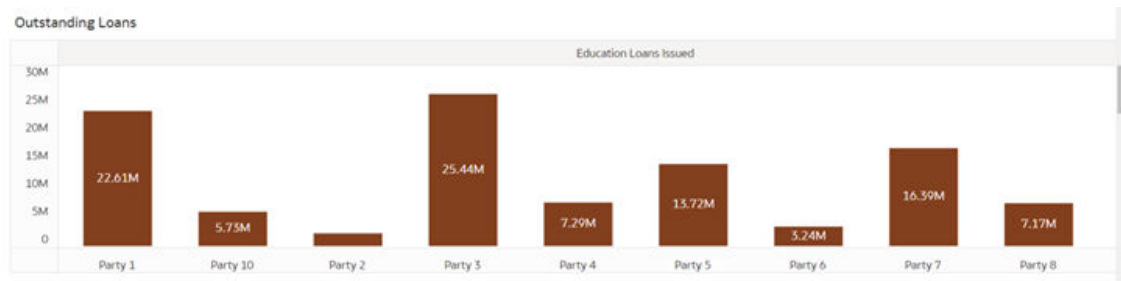 Outstanding Loans
Education Loans Issued
30M
25M
20M
15M
10M
5M
0
22.61M
5.73M
25.44M
7.29M
13.72M
3.24M
16.39M
7.17M
Party 1 Party 10 Party 2 Party 3 Party 4 Party 5 Party 6 Party 7 Party 8